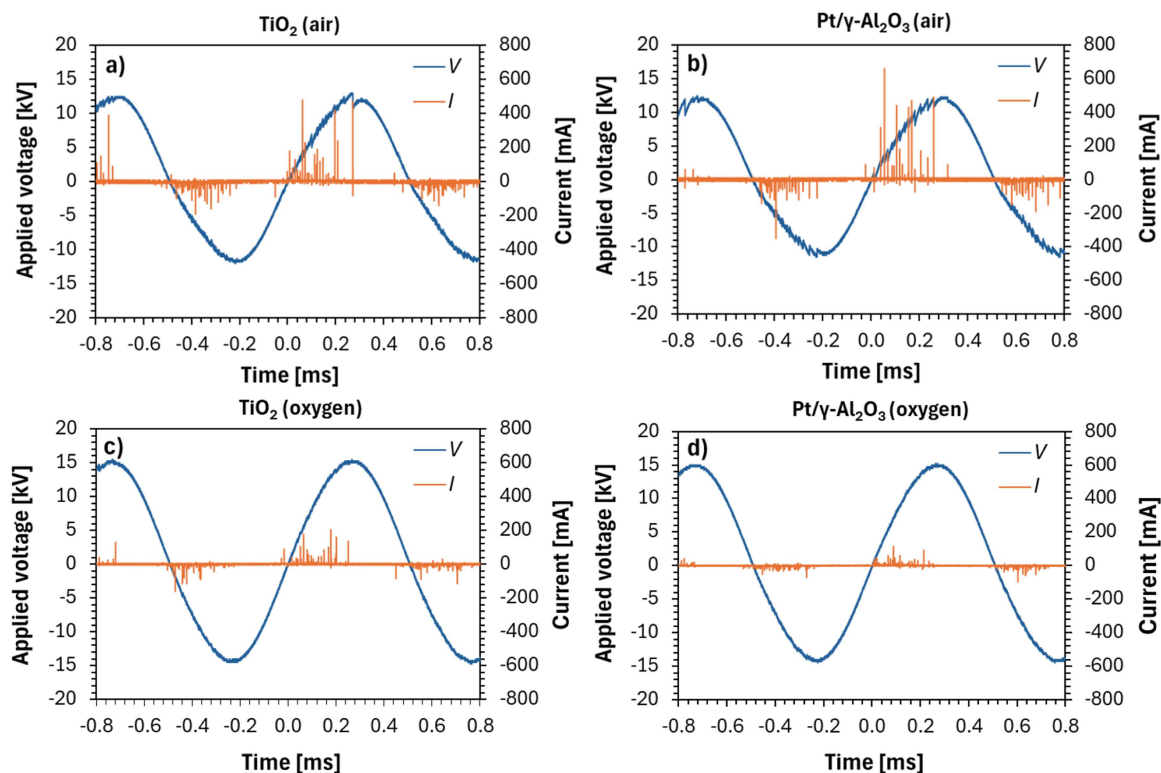 TiO2 (air)
a)
V
I
20
15
10
5
0
-5
-10
-15
-20
800
600
400
200
0
-200
-400
-600
-800
-0.8 -0.6 -0.4 -0.2 0.0 0.2 0.4 0.6 0.8
Applied voltage [kV]
Current [mA]
Time [ms]
Pt/γ-Al2O3 (air)
b)
V
I
20
15
10
5
0
-5
-10
-15
-20
800
600
400
200
0
-200
-400
-600
-800
-0.8 -0.6 -0.4 -0.2 0.0 0.2 0.4 0.6 0.8
Applied voltage [kV]
Current [mA]
Time [ms]
TiO2 (oxygen)
c)
V
I
20
15
10
5
0
-5
-10
-15
-20
800
600
400
200
0
-200
-400
-600
-800
-0.8 -0.6 -0.4 -0.2 0.0 0.2 0.4 0.6 0.8
Applied voltage [kV]
Current [mA]
Time [ms]
Pt/γ-Al2O3 (oxygen)
d)
V
I
20
15
10
5
0
-5
-10
-15
-20
800
600
400
200
0
-200
-400
-600
-800
-0.8 -0.6 -0.4 -0.2 0.0 0.2 0.4 0.6 0.8
Applied voltage [kV]
Current [mA]
Time [ms]